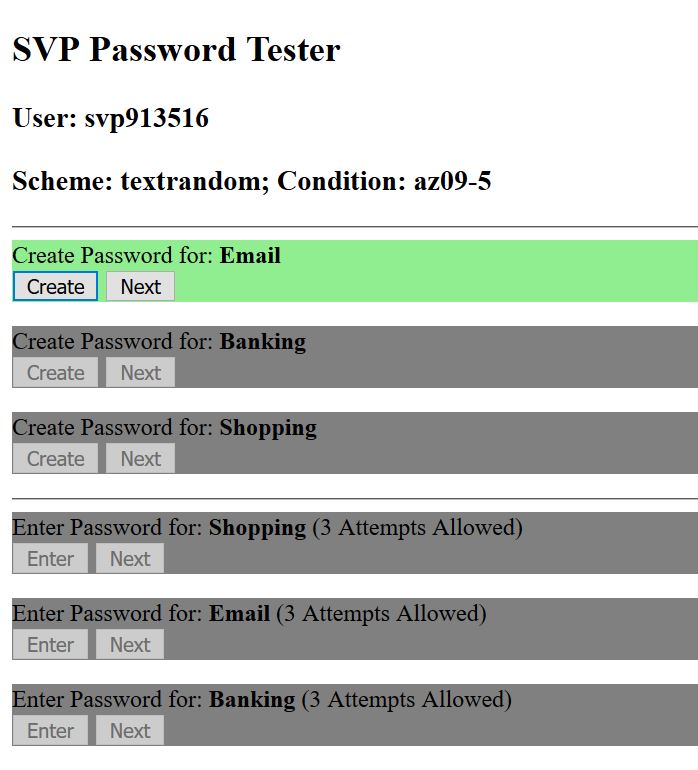 SVP Password Tester
User: svp913516
Scheme: textrandom; Condition: az09-5
Create Password for: Email
Create Next
Create Password for: Banking
Create Next
Create Password for: Shopping
Create Next
Enter Password for: Shopping (3 Attempts Allowed)
Enter Next
Enter Password for: Email (3 Attempts Allowed)
Enter Next
Enter Password for: Banking (3 Attempts Allowed)
Enter Next